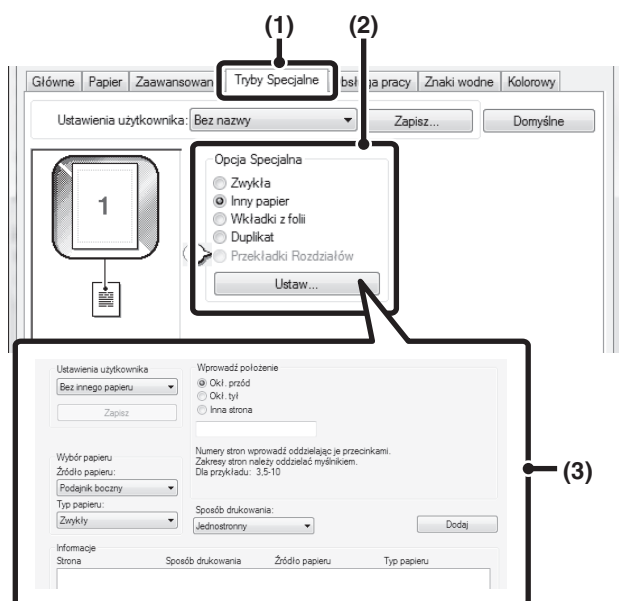 (1) (2)
Główne Papier Zaawansowan Tryby Specjalne bsługa pracy Znaki wodne Kolorowy
Ustawienia użytkownika: Bez nazwy Zapisz... Domyślne
Opcja Specjalna
Zwykła
1 Inny papier
Wkładki z folii
Duplikat
Przekładki Rozdziałów
Ustaw...
Ustawienia użytkownika
Bez innego papieru
Zapisz
Wprowadź położenie
Okł. przód
Okł. tył
Inna strona
Numery stron wprowadź oddzielając je przecinkami.
Zakresy stron należy oddzielać myślnikiem.
Dla przykładu: 3,5-10
(3)
Wybór papieru
Źródło papieru:
Podajnik boczny
Typ papieru:
Zwykły
Sposób drukowania:
Jednostronny
Dodaj
Informacje
Strona Sposób drukowania Źródło papieru Typ papieru